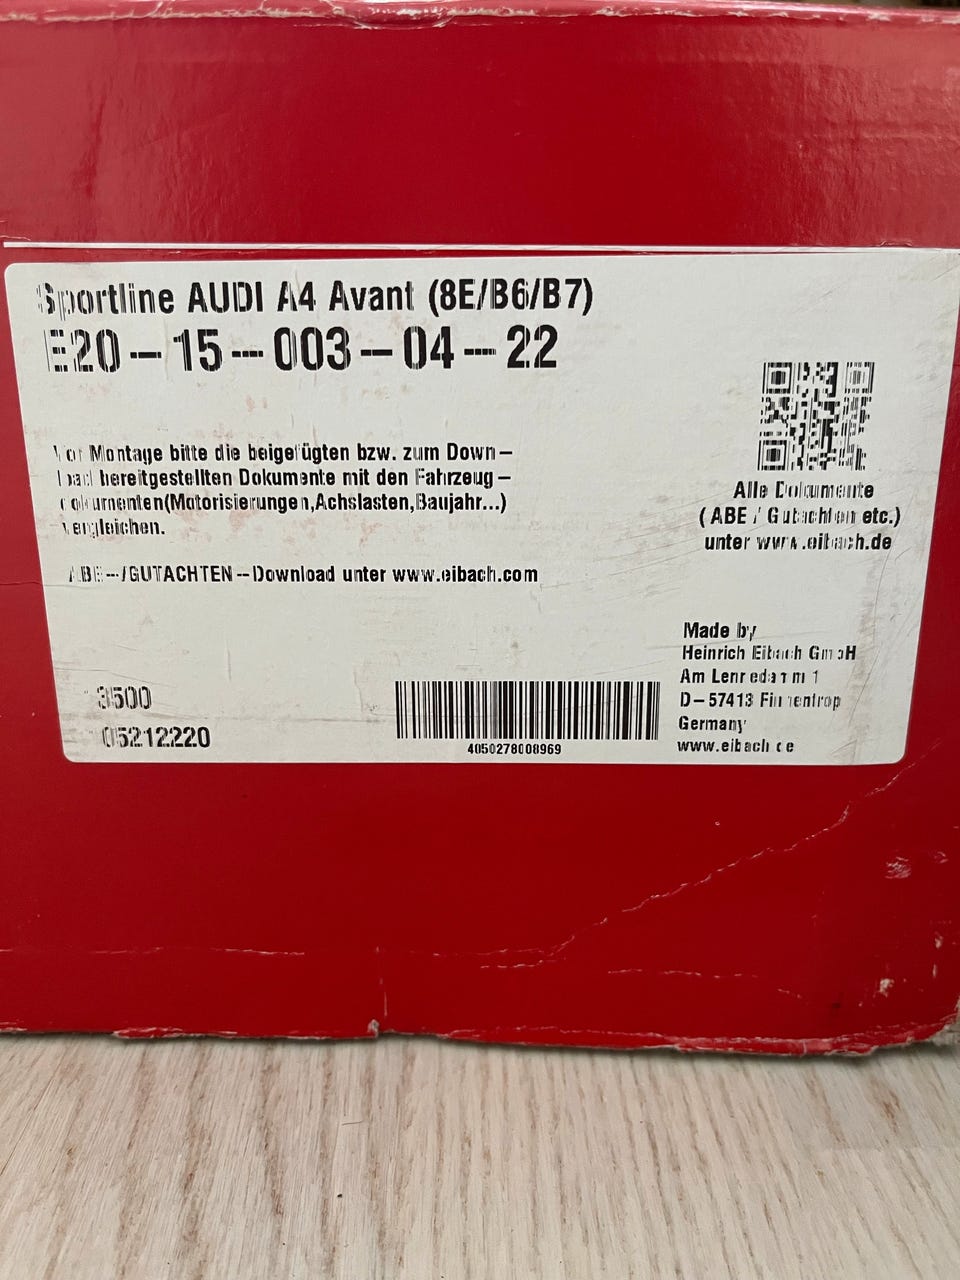 Sportline AUDI A4 Avant (8E/B6/B7)
E20-15-003-04-22
Vor Montage bitte die beigefügten bzw. zum Down-
load bereitgestellten Dokumente mit den Fahrzeug-
dokumenten(Motorisierungen,Achslasten,Baujahr...)
vergleichen.
ABE-/GUTACHTEN-Download unter www.eibach.com
Alle Dokumente
(ABE / Gutachten etc.)
unter www.eibach.de
Made by
Heinrich Eibach GmbH
Am Lennedamm 1
D-57413 Finnentrop
Germany
www.eibach.de
3500
05212220
4050278008969